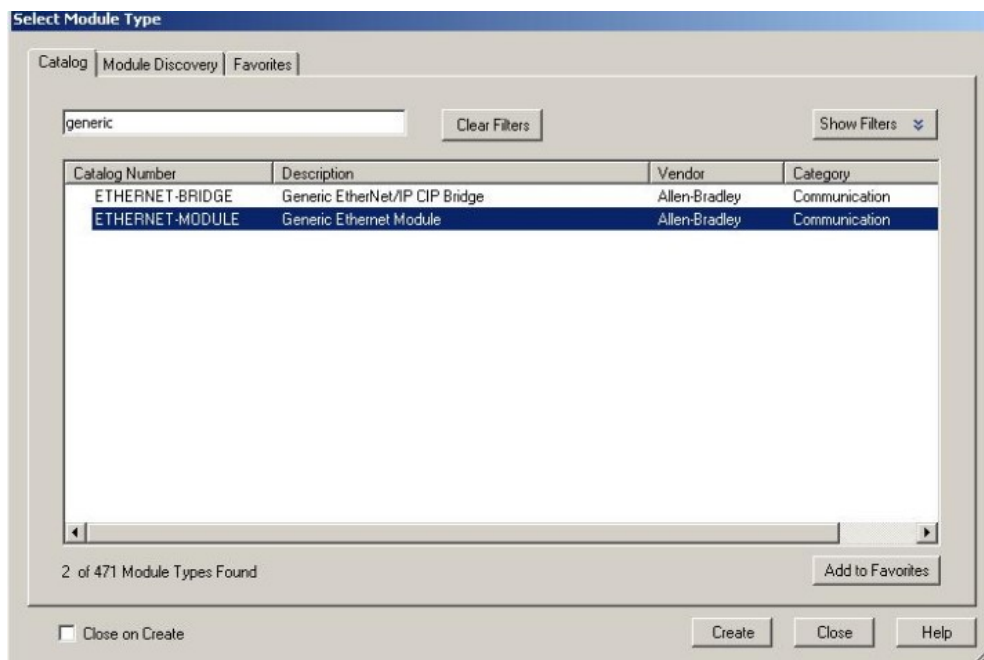 Select Module Type
Catalog Module Discovery Favorites
generic Clear Filters Show Filters
Catalog Number Description Vendor Category
ETHERNET-BRIDGE Generic EtherNet/IP CIP Bridge Allen-Bradley Communication
ETHERNET-MODULE Generic Ethernet Module Allen-Bradley Communication
2 of 471 Module Types Found Add to Favorites
Close on Create Create Close Help